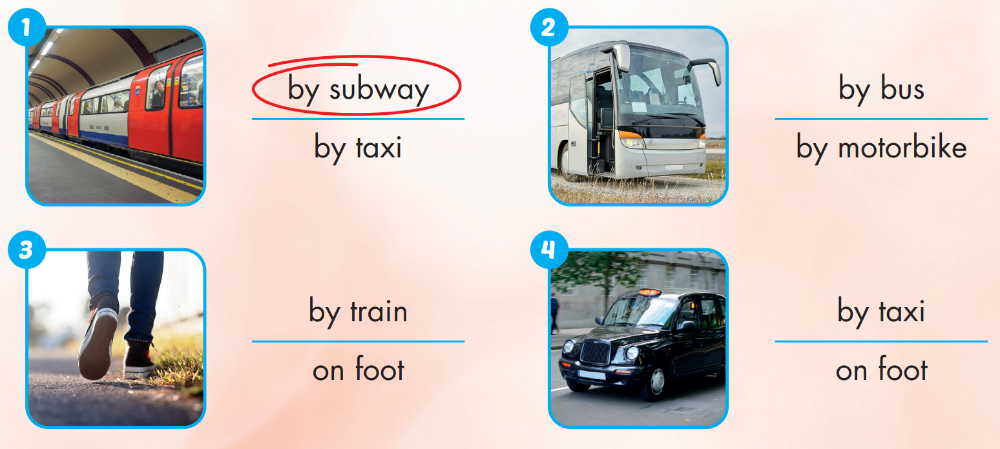 1
by subway
by taxi
2
by bus
by motorbike
3
by train
on foot
4
by taxi
on foot